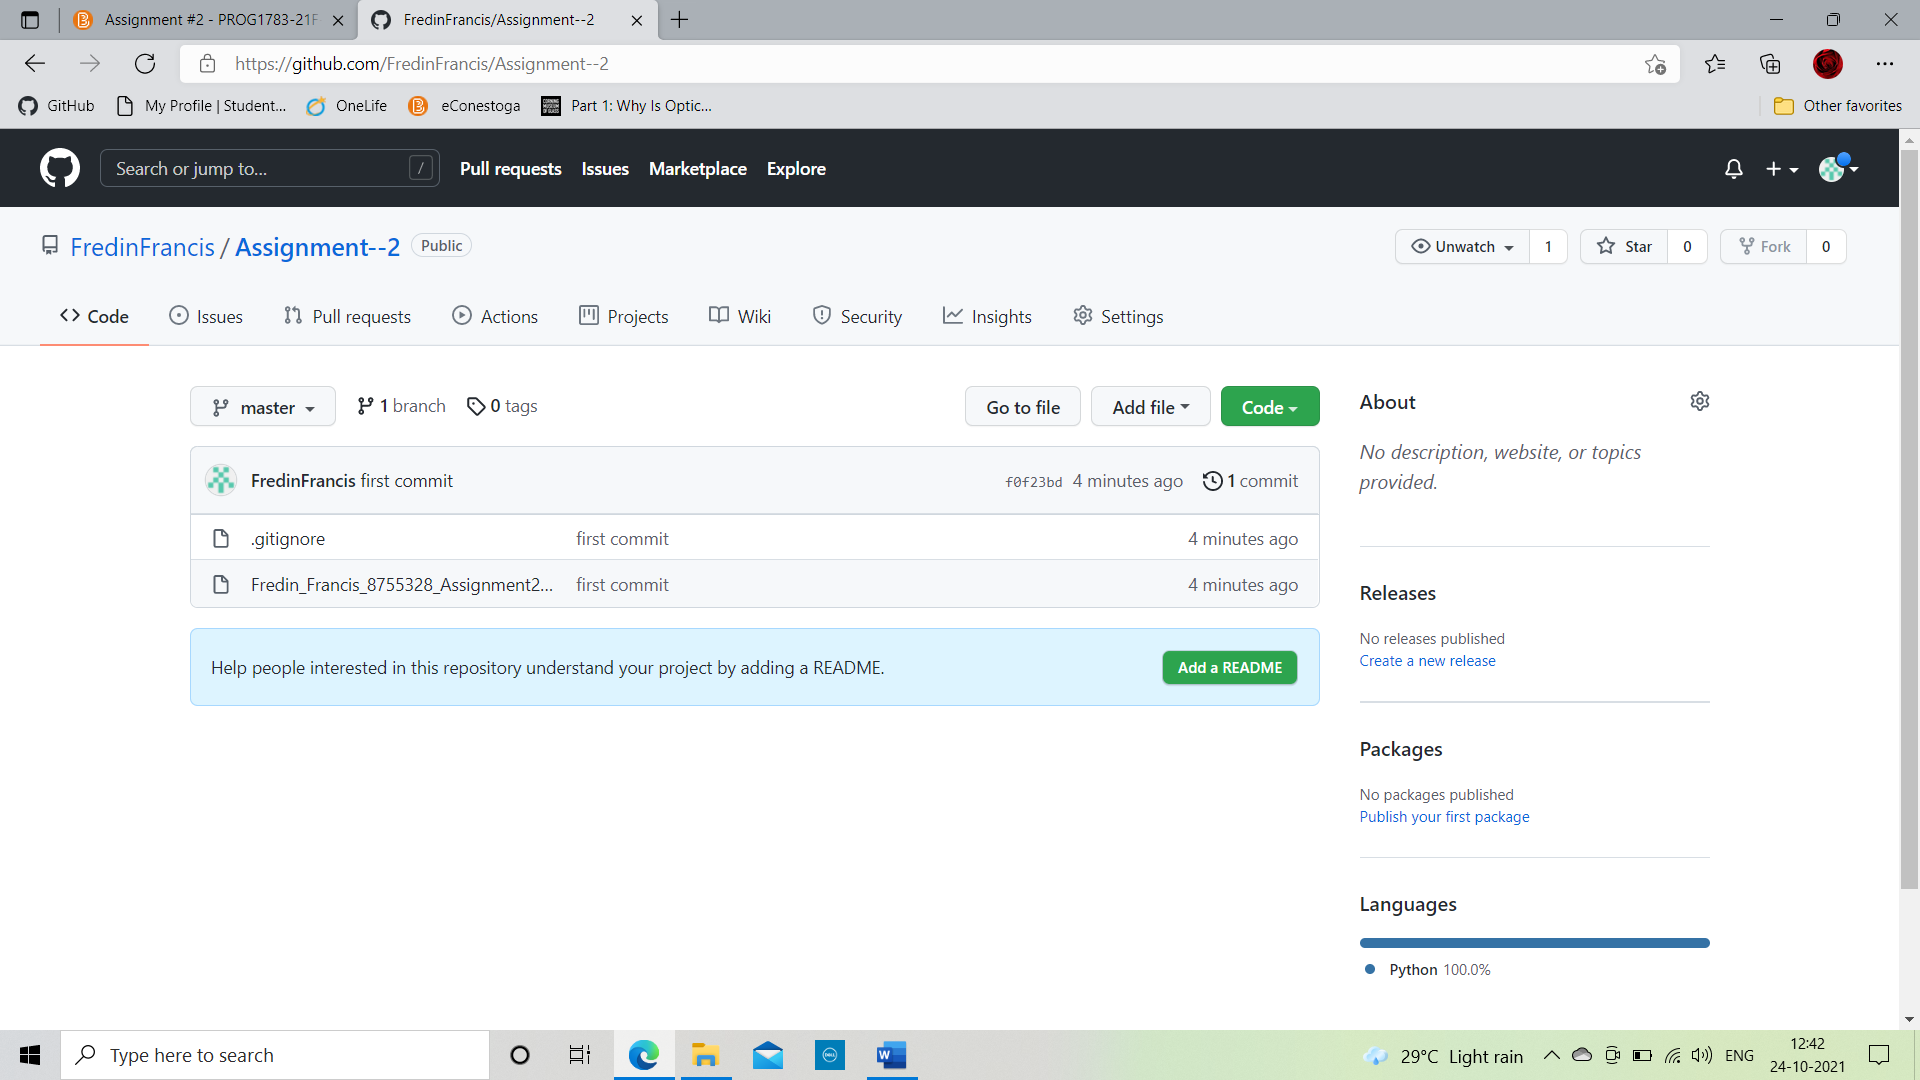 Assignment #2 - PROG1783-21F
FredinFrancis/Assignment--2
https://github.com/FredinFrancis/Assignment--2
GitHub
My Profile | Student...
OneLife
eConestoga
Part 1: Why Is Optic...
Other favorites
Search or jump to...
/
Pull requests
Issues
Marketplace
Explore
FredinFrancis / Assignment--2
Public
Unwatch
1
Star
0
Fork
0
Code
Issues
Pull requests
Actions
Projects
Wiki
Security
Insights
Settings
master
1 branch
0 tags
Go to file
Add file
Code
FredinFrancis first commit
f0f23bd 4 minutes ago
1 commit
.gitignore
first commit
4 minutes ago
Fredin_Francis_8755328_Assignment2...
first commit
4 minutes ago
Help people interested in this repository understand your project by adding a README.
Add a README
About
No description, website, or topics
provided.
Releases
No releases published
Create a new release
Packages
No packages published
Publish your first package
Languages
Python 100.0%
Type here to search
29°C Light rain
ENG
12:42
24-10-2021